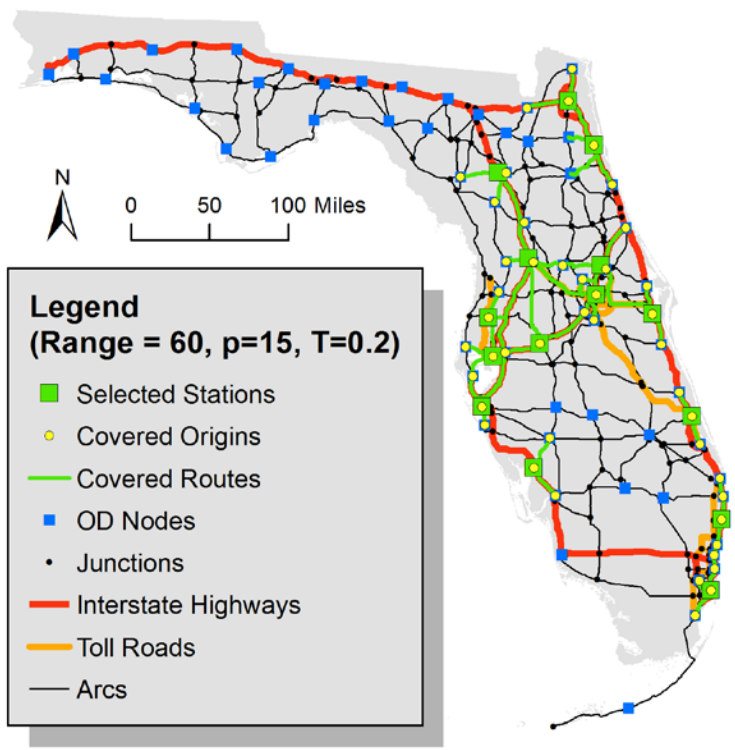 N
0 50 100 Miles
Legend
(Range = 60, p=15, T=0.2)
Selected Stations
Covered Origins
Covered Routes
OD Nodes
Junctions
Interstate Highways
Toll Roads
Arcs